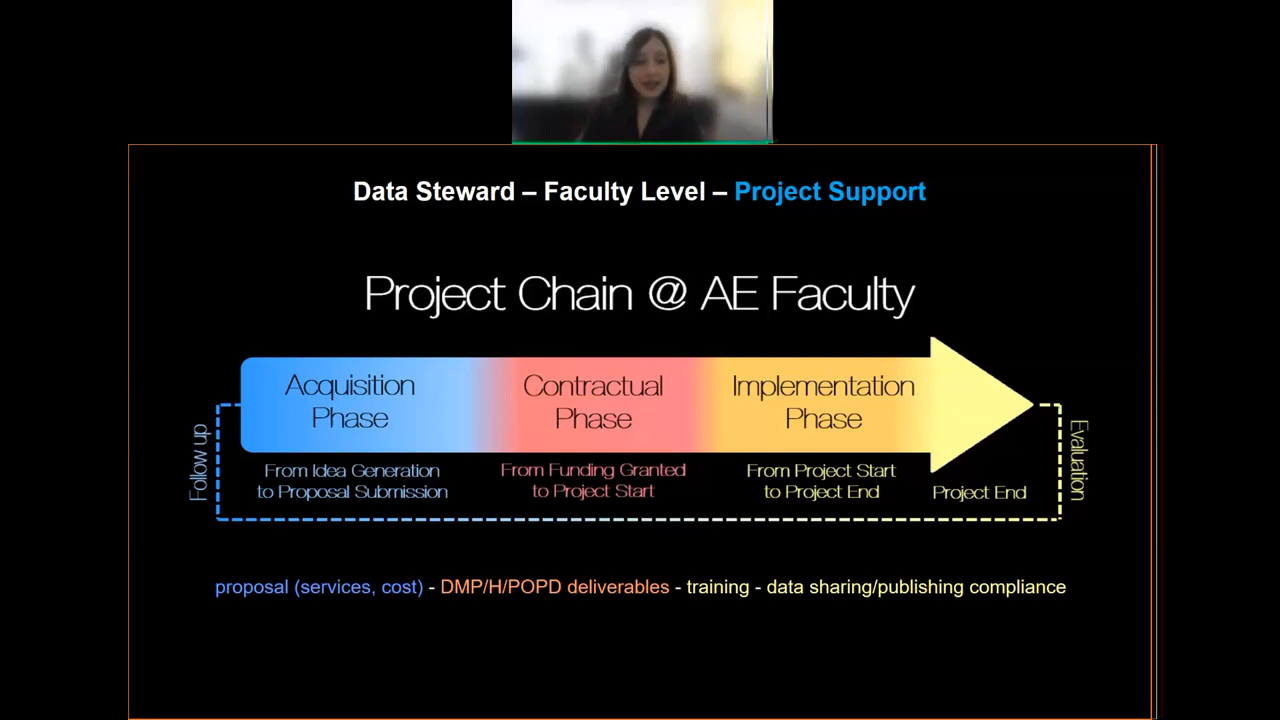 Data Steward – Faculty Level – Project Support
Project Chain @ AE Faculty
Acquisition
Phase
Contractual
Phase
Implementation
Phase
Follow up
From Idea Generation
to Proposal Submission
From Funding Granted
to Project Start
From Project Start
to Project End
Project End
Evaluation
proposal (services, cost) - DMP/H/POPD deliverables - training - data sharing/publishing compliance